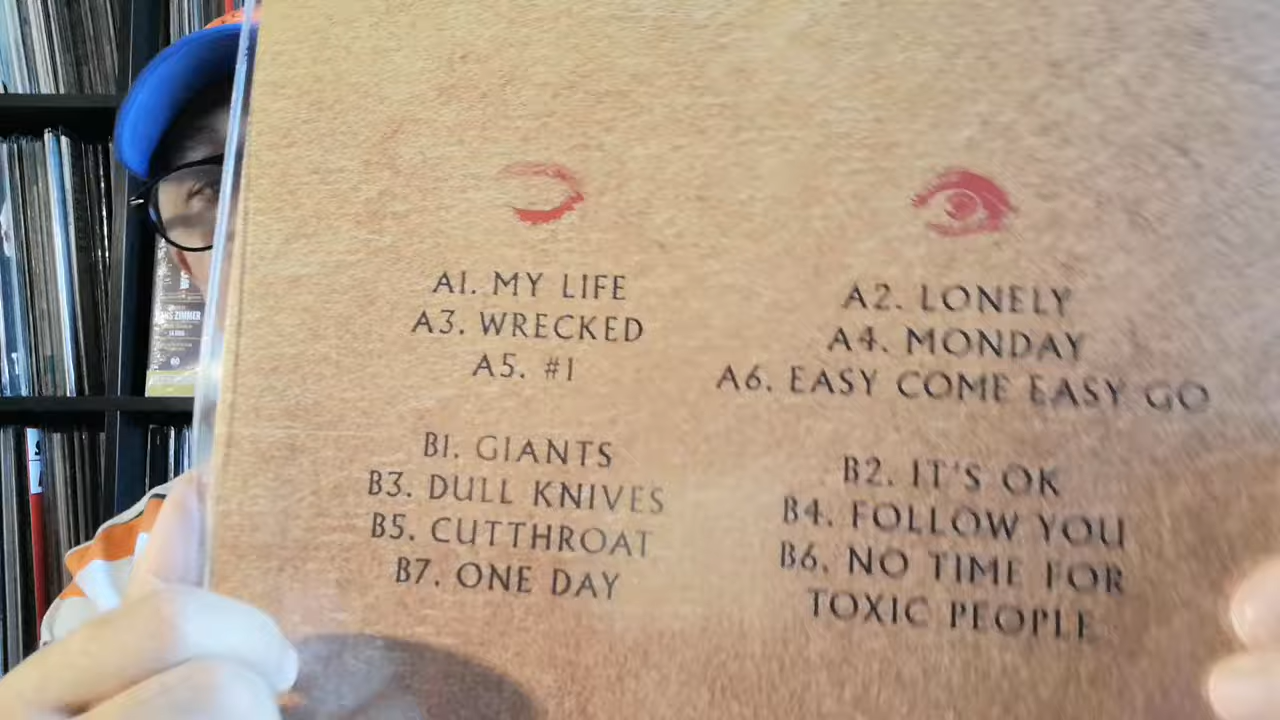 A1. MY LIFE
A3. WRECKED
A5. #1
B1. GIANTS
B3. DULL KNIVES
B5. CUTTHROAT
B7. ONE DAY
A2. LONELY
A4. MONDAY
A6. EASY COME EASY GO
B2. IT'S OK
B4. FOLLOW YOU
B6. NO TIME FOR
TOXIC PEOPLE
ZIMMER